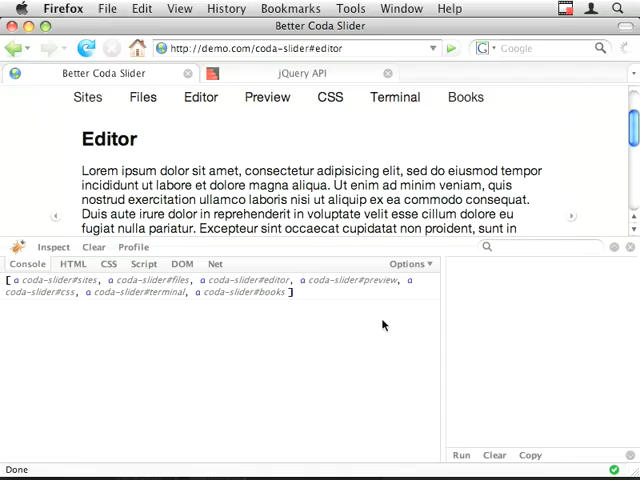 Firefox File Edit View History Bookmarks Tools Window Help
Better Coda Slider
http://demo.com/coda-slider#editor
Google
Better Coda Slider
jQuery API
Sites Files Editor Preview CSS Terminal Books
Editor
Lorem ipsum dolor sit amet, consectetur adipisicing elit, sed do eiusmod tempor
incididunt ut labore et dolore magna aliqua. Ut enim ad minim veniam, quis
nostrud exercitation ullamco laboris nisi ut aliquip ex ea commodo consequat.
Duis aute irure dolor in reprehenderit in voluptate velit esse cillum dolore eu
fugiat nulla pariatur. Excepteur sint occaecat cupidatat non proident, sunt in
Inspect Clear Profile
Console HTML CSS Script DOM Net Options
[ a coda-slider#sites, a coda-slider#files, a coda-slider#editor, a coda-slider#preview, a
coda-slider#css, a coda-slider#terminal, a coda-slider#books ]
Run Clear Copy
Done